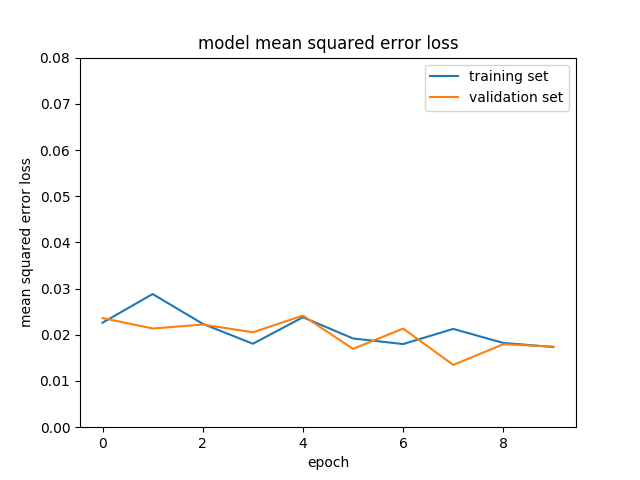 model mean squared error loss
training set
validation set
mean squared error loss
0.08
0.07
0.06
0.05
0.04
0.03
0.02
0.01
0.00
0 2 4 6 8
epoch